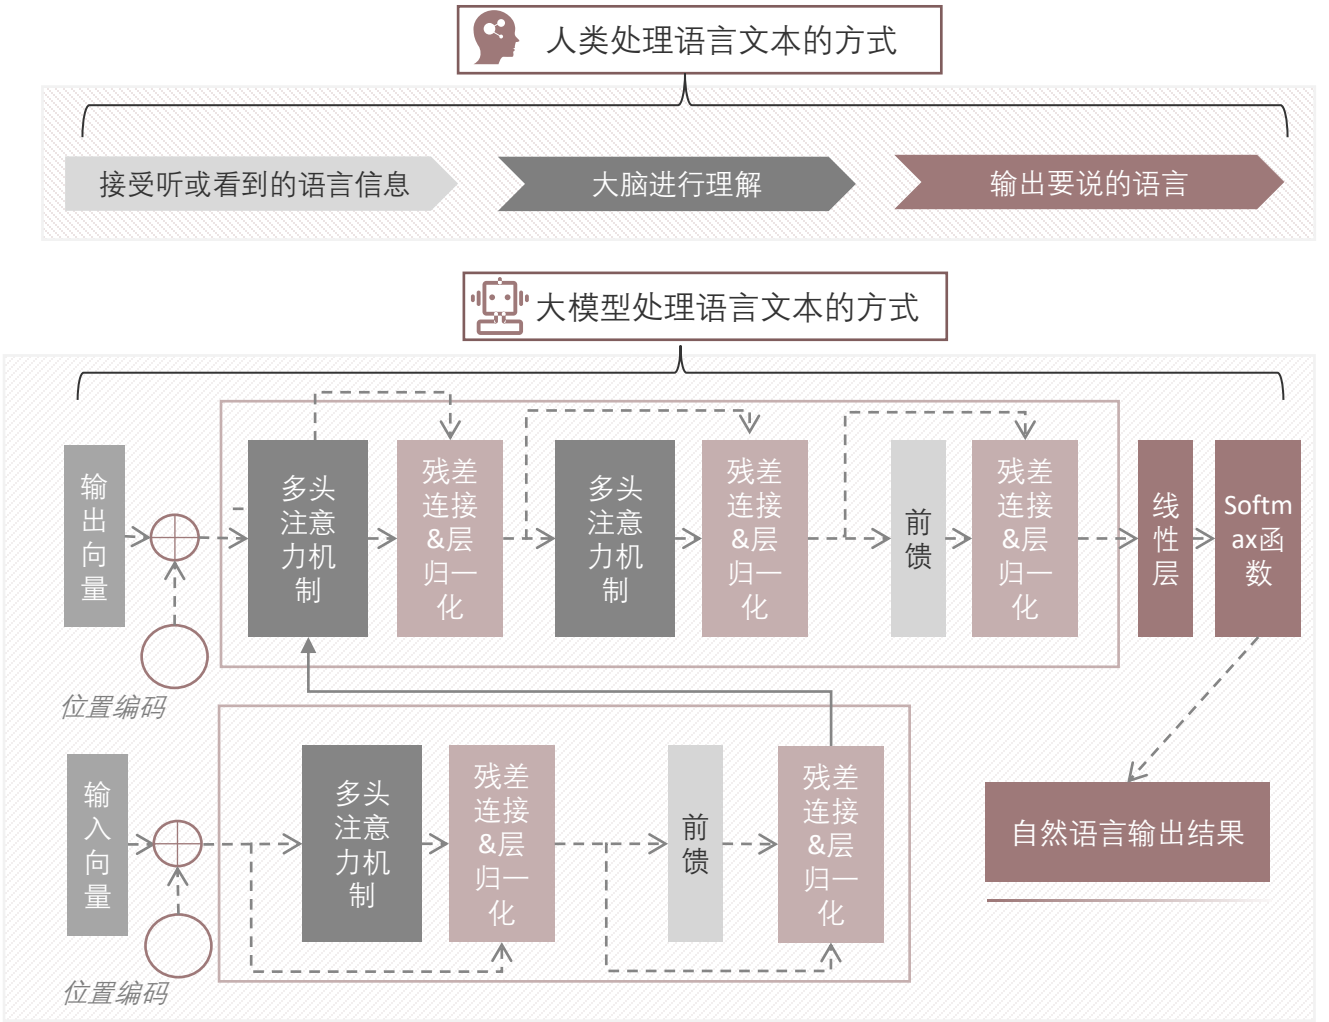 人类处理语言文本的方式
接受听或看到的语言信息
大脑进行理解
输出要说的语言
大模型处理语言文本的方式
输
出
向
量
多头
注意
力机
制
残差
连接
&层
归一
化
多头
注意
力机
制
残差
连接
&层
归一
化
前
馈
残差
连接
&层
归一
化
线
性
层
Softm
ax函
数
位置编码
输
入
向
量
多头
注意
力机
制
残差
连接
&层
归一
化
前
馈
残差
连接
&层
归一
化
自然语言输出结果
位置编码